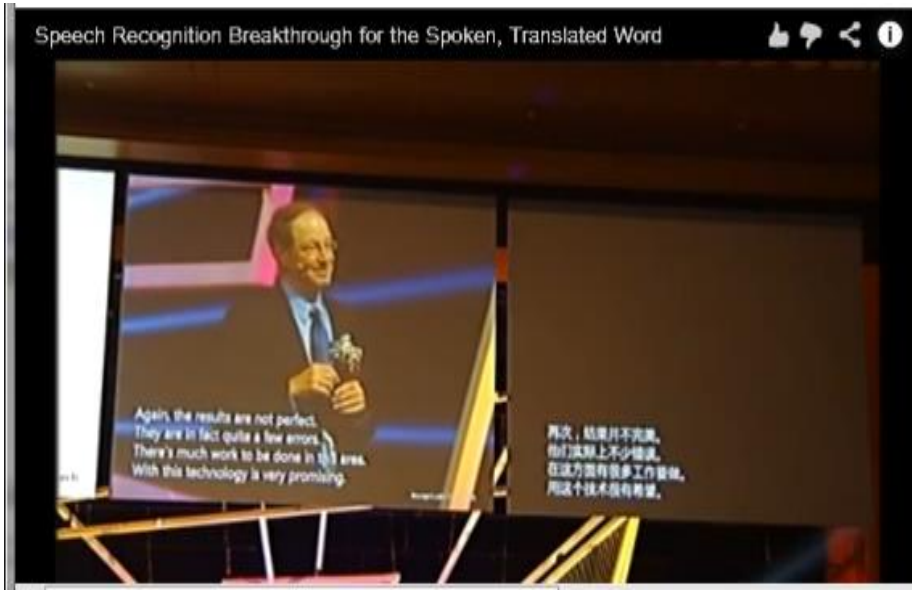 Speech Recognition Breakthrough for the Spoken, Translated Word
Again, the results are not perfect.
They are in fact quite a few errors.
There's much work to be done in this area.
With this technology is very promising.
再次，结果并不完美。
他们实际上不少错误。
在这方面有很多工作要做。
用这个技术很有希望。